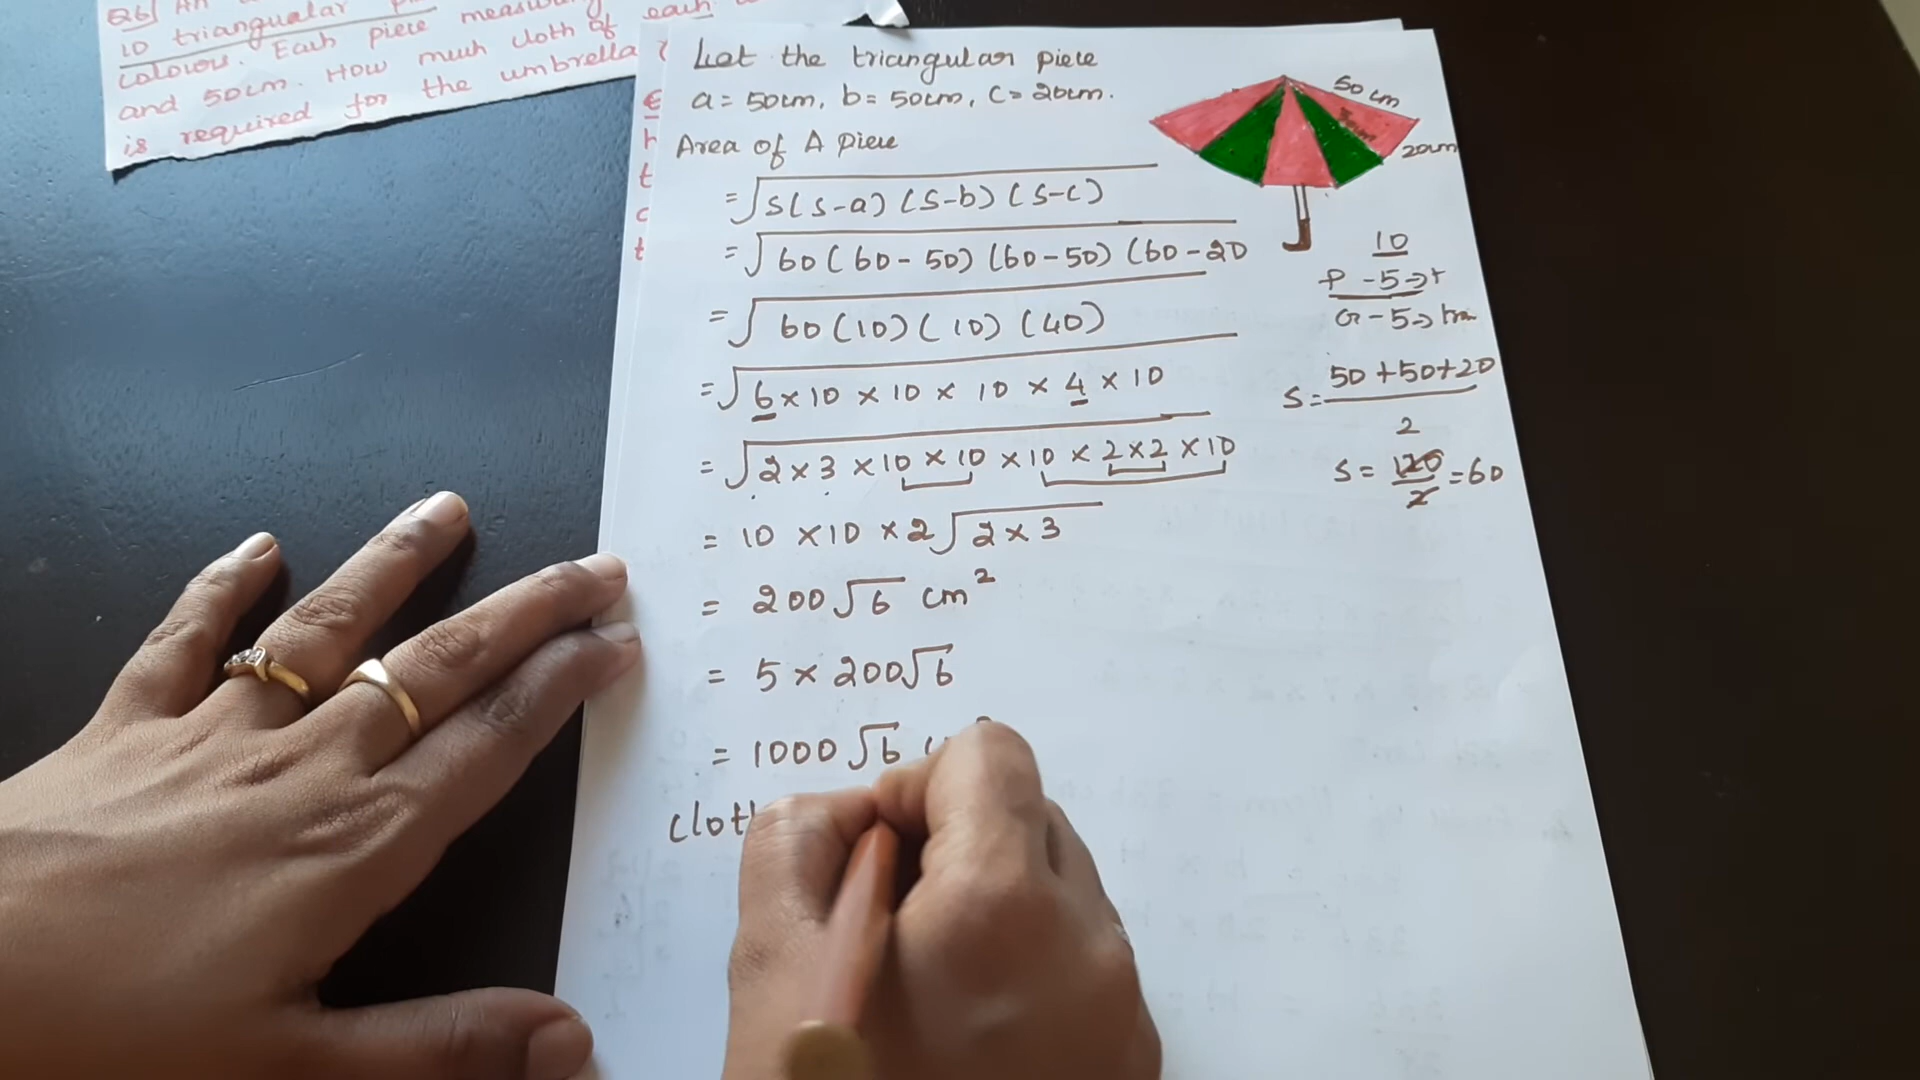 Q6) An
10 triangular
colours. Each piece measuring
and 50cm. How much cloth of each
is required for the umbrella ?
Let the triangular piece
a = 50cm, b = 50cm, c = 20cm.
Area of A piece
= √s(s-a) (s-b) (s-c)
= √60 (60 - 50) (60 - 50) (60 - 20
= √60 (10) (10) (40)
= √6 × 10 × 10 × 10 × 4 × 10
= √2 × 3 × 10 × 10 × 10 × 2 × 2 × 10
= 10 × 10 × 2 √2 × 3
= 200 √6 cm²
= 5 × 200 √6
= 1000 √6
cloth
50 cm
20cm
10
P - 5 → t
G - 5 → tra
s = 50 + 50 + 20
2
s = 120/2 = 60